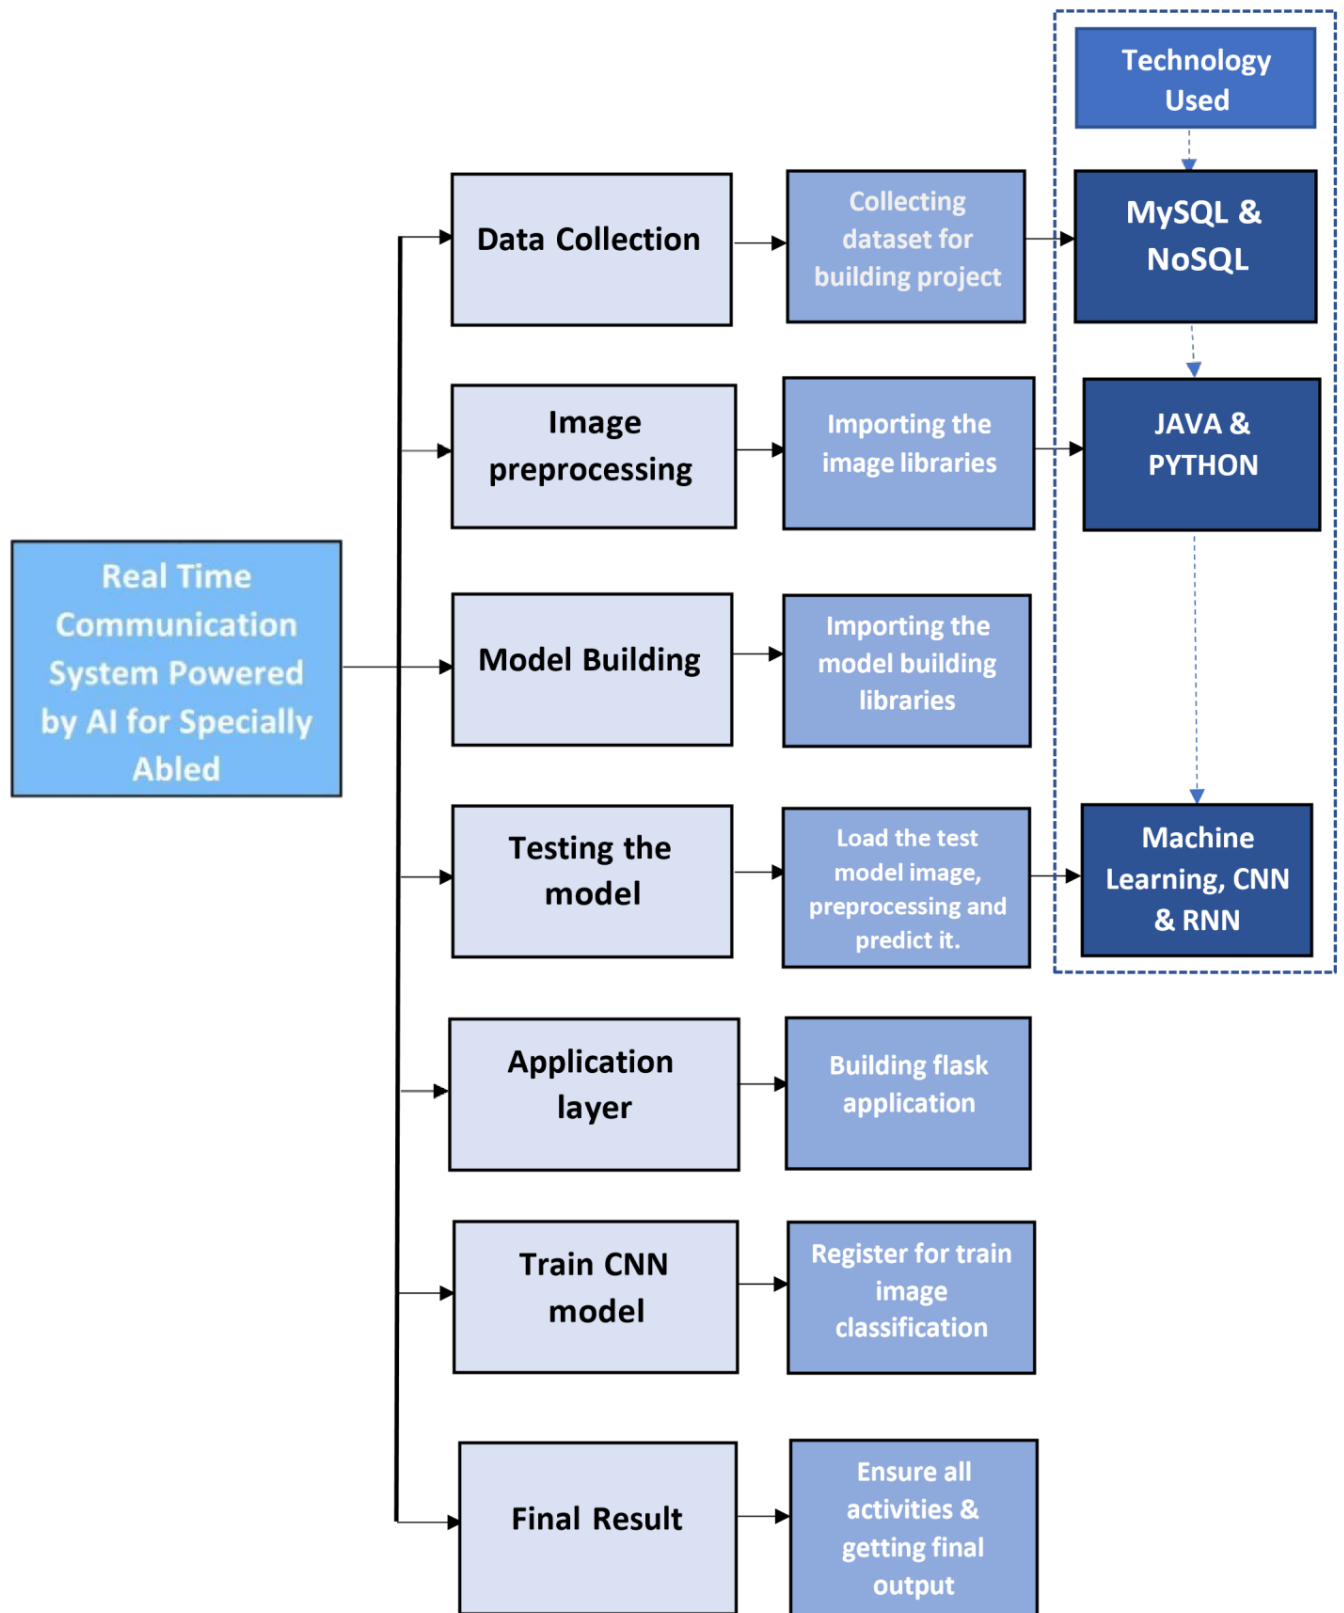 Technology
Used
Data Collection
Collecting
dataset for
building project
MySQL &
NoSQL
Image
preprocessing
Importing the
image libraries
JAVA &
PYTHON
Real Time
Communication
System Powered
by AI for Specially
Abled
Model Building
Importing the
model building
libraries
Testing the
model
Load the test
model image,
preprocessing and
predict it.
Machine
Learning, CNN
& RNN
Application
layer
Building flask
application
Train CNN
model
Register for train
image
classification
Final Result
Ensure all
activities &
getting final
output